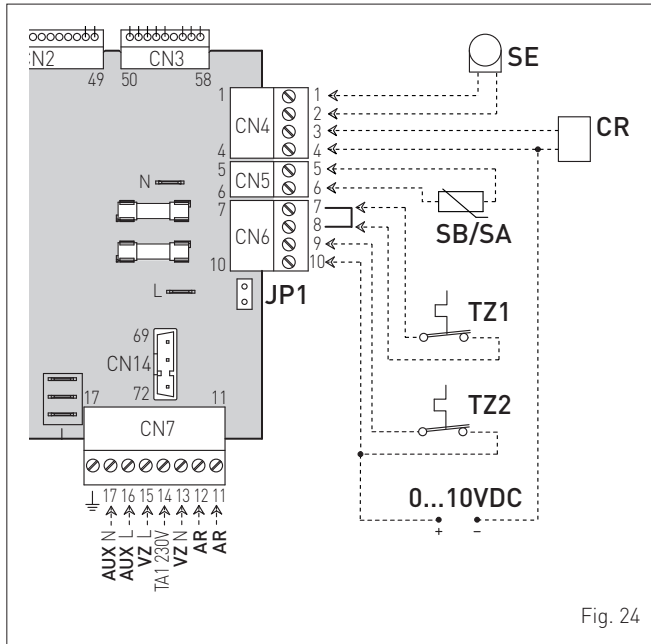 CN2
49
CN3
50
58
SE
1
CN4
4
1
2
3
4
CR
5
CN5
6
5
6
SB/SA
N
7
CN6
10
7
8
9
10
L
JP1
TZ1
69
CN14
72
TZ2
17
11
CN7
0...10VDC
+ −
17 16 15 14 13 12 11
AUX N
AUX L
VZ L
TA1 230V
VZ N
AR
AR
Fig. 24